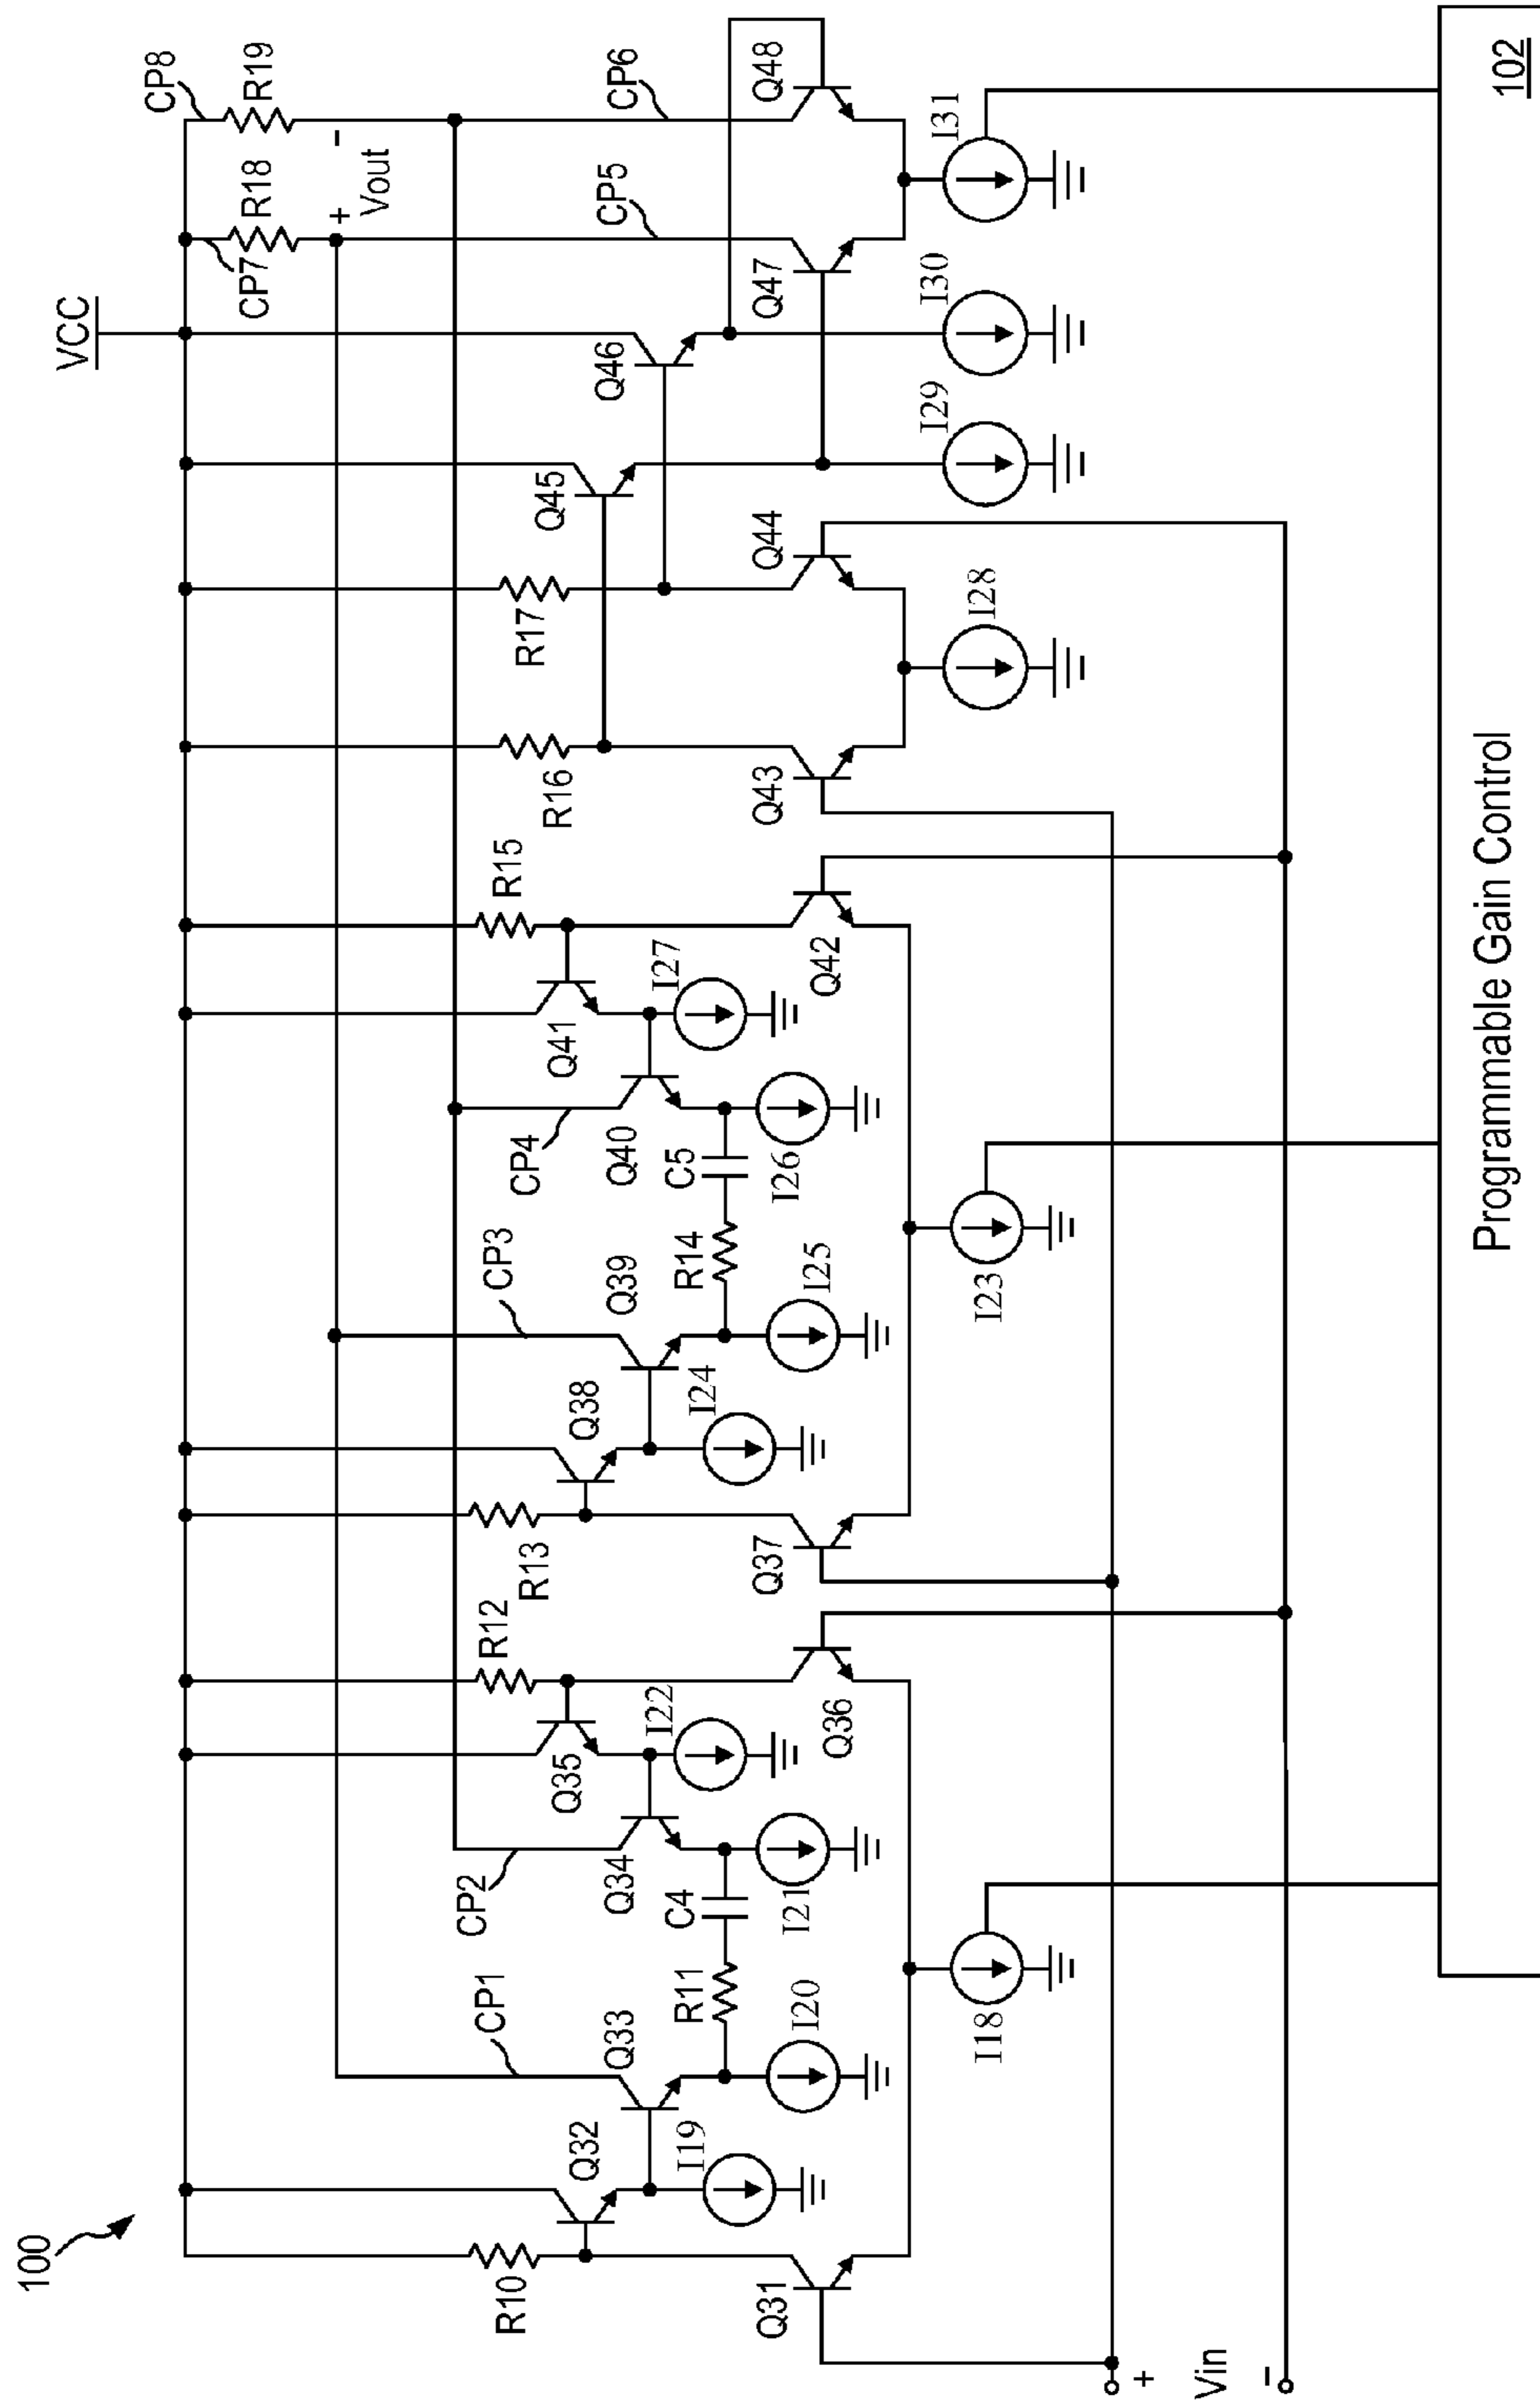 100
VCC
CP8
R19
CP7
R18
+
Vout
-
CP5
CP6
Q46
Q47
Q48
Q45
I29
I30
I31
R16
R17
Q43
Q44
I28
R13
R15
Q38
Q41
CP3
CP4
Q39
Q40
I24
I27
R14
C5
I25
I26
Q37
Q42
I23
R10
R12
Q32
Q35
CP1
CP2
Q33
Q34
I19
I22
R11
C4
I20
I21
Q31
Q36
I18
+
Vin
-
Programmable Gain Control
102